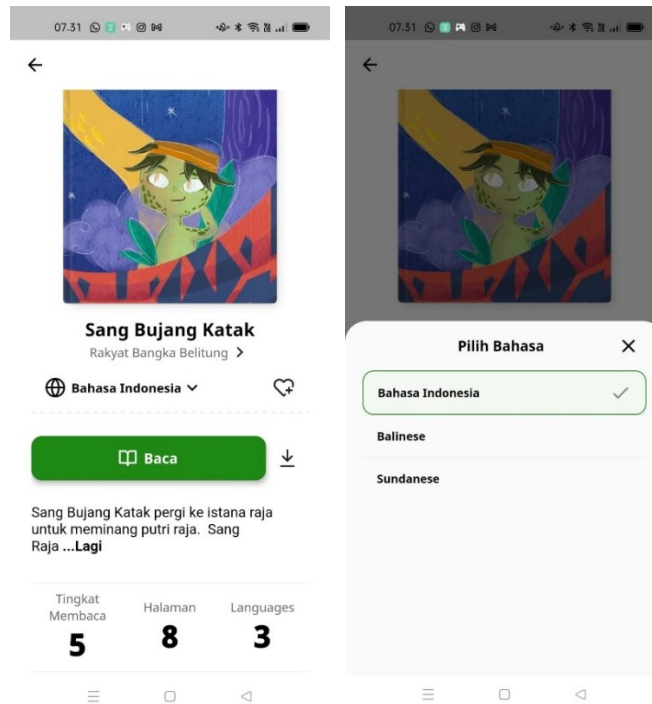 07.31
Sang Bujang Katak
Rakyat Bangka Belitung >
Bahasa Indonesia
Baca
Sang Bujang Katak pergi ke istana raja
untuk meminang putri raja. Sang
Raja ...Lagi
Tingkat
Membaca
5
Halaman
8
Languages
3
07.31
Pilih Bahasa
Bahasa Indonesia
Balinese
Sundanese